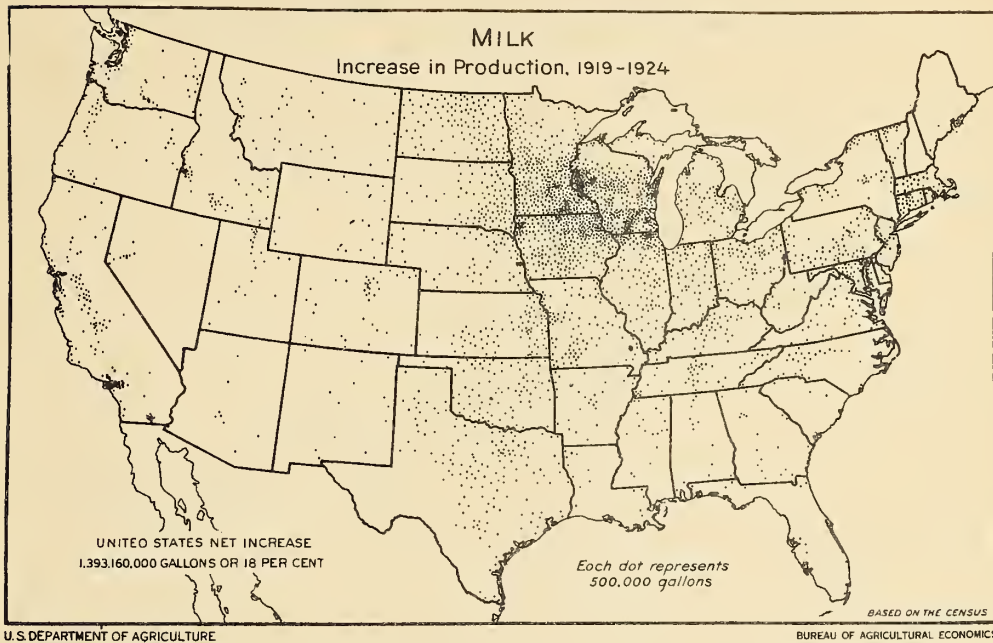 MILK
Increase in Production, 1919-1924
UNITED STATES NET INCREASE
1,393,160,000 GALLONS OR 18 PER CENT
Each dot represents
500,000 gallons
BASED ON THE CENSUS
U.S. DEPARTMENT OF AGRICULTURE
BUREAU OF AGRICULTURAL ECONOMICS